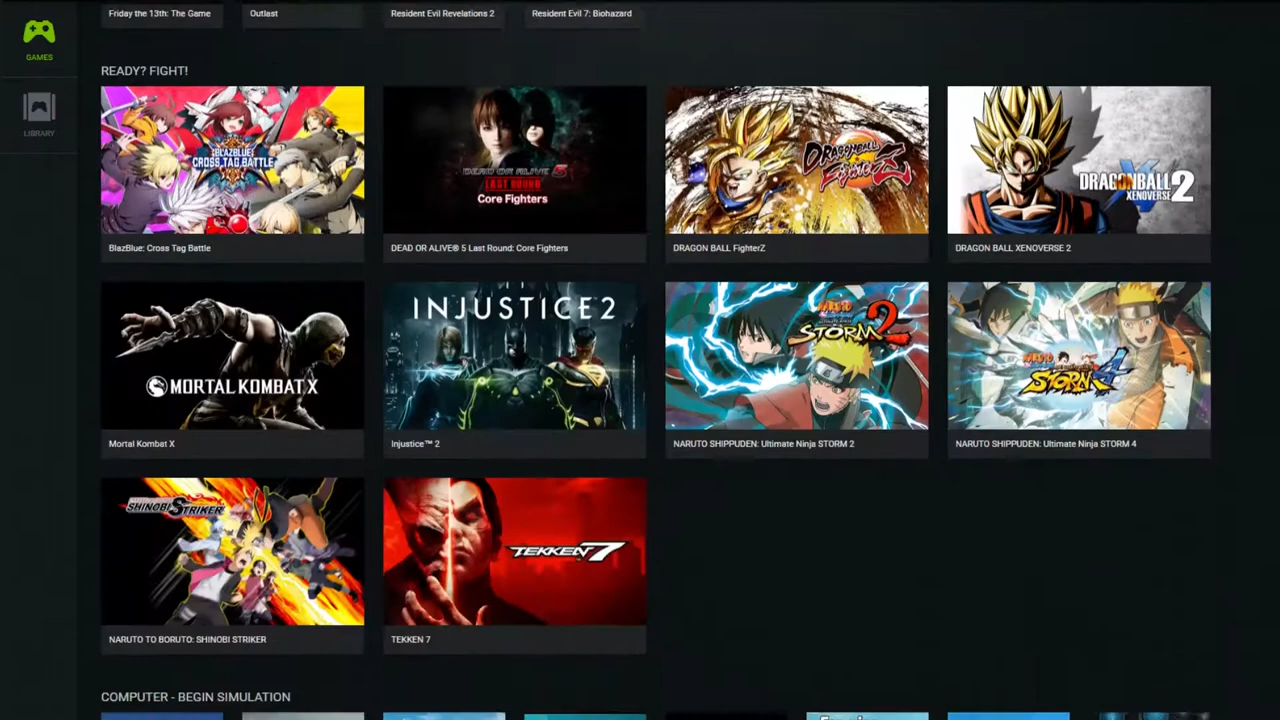 Friday the 13th: The Game
Outlast
Resident Evil Revelations 2
Resident Evil 7: Biohazard
GAMES
LIBRARY
READY? FIGHT!
BLAZBLUE
CROSS TAG BATTLE
DEAD OR ALIVE 5
LAST ROUND
Core Fighters
DRAGONBALL
FighterZ
DRAGONBALL
XENOVERSE 2
BlazBlue: Cross Tag Battle
DEAD OR ALIVE® 5 Last Round: Core Fighters
DRAGON BALL FighterZ
DRAGON BALL XENOVERSE 2
MORTAL KOMBAT X
INJUSTICE 2
NARUTO
STORM 2
NARUTO
STORM 4
Mortal Kombat X
Injustice™ 2
NARUTO SHIPPUDEN: Ultimate Ninja STORM 2
NARUTO SHIPPUDEN: Ultimate Ninja STORM 4
SHINOBI STRIKER
TEKKEN 7
NARUTO TO BORUTO: SHINOBI STRIKER
TEKKEN 7
COMPUTER - BEGIN SIMULATION